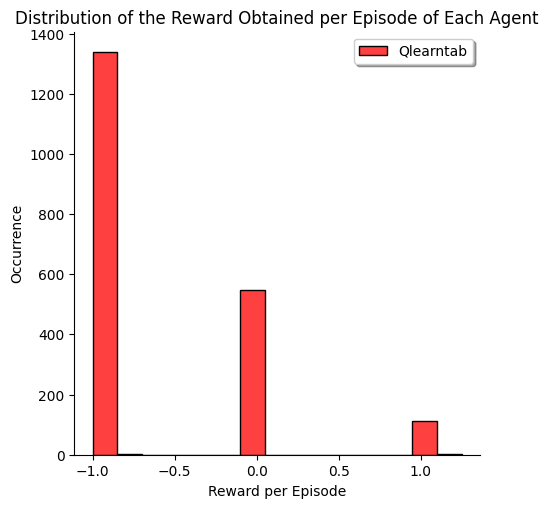 Distribution of the Reward Obtained per Episode of Each Agent
1400
Qlearntab
1200
1000
800
600
400
200
0
Occurrence
−1.0 −0.5 0.0 0.5 1.0
Reward per Episode